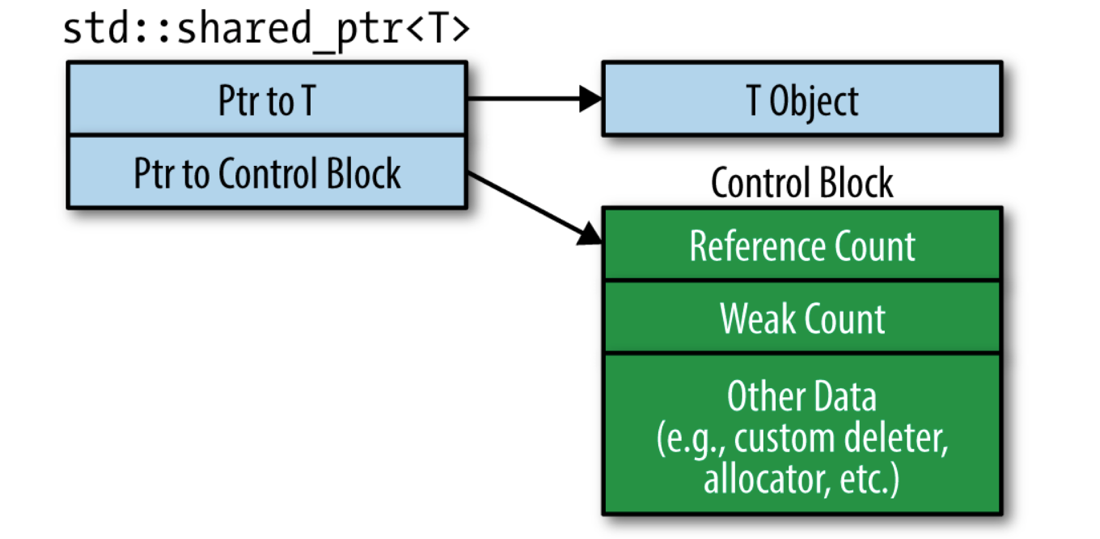 std::shared_ptr<T>
Ptr to T
T Object
Ptr to Control Block
Control Block
Reference Count
Weak Count
Other Data
(e.g., custom deleter,
allocator, etc.)